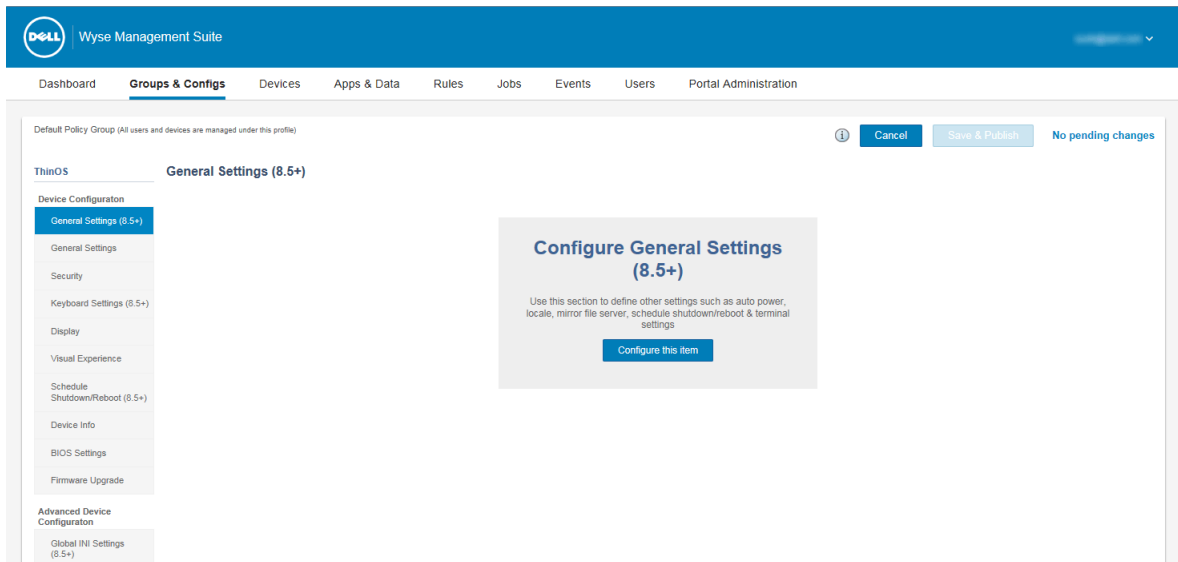 DELL
Wyse Management Suite
Dashboard Groups & Configs Devices Apps & Data Rules Jobs Events Users Portal Administration
Default Policy Group (All users and devices are managed under this profile)
i Cancel Save & Publish No pending changes
ThinOS
General Settings (8.5+)
Device Configuraton
General Settings (8.5+)
General Settings
Security
Keyboard Settings (8.5+)
Display
Visual Experience
Schedule
Shutdown/Reboot (8.5+)
Device Info
BIOS Settings
Firmware Upgrade
Advanced Device
Configuraton
Global INI Settings
(8.5+)
Configure General Settings
(8.5+)
Use this section to define other settings such as auto power,
locale, mirror file server, schedule shutdown/reboot & terminal
settings
Configure this item